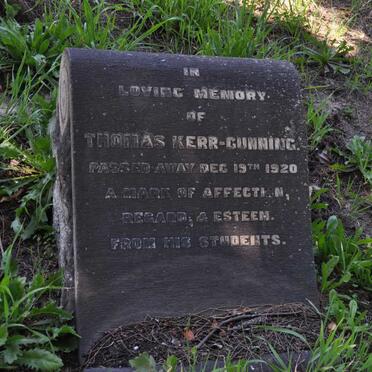 IN
LOVING MEMORY
OF
THOMAS KERR-GUNNING.
PASSED AWAY DEC 19TH 1920
A MARK OF AFFECTION,
REGARD, & ESTEEM.
FROM HIS STUDENTS.